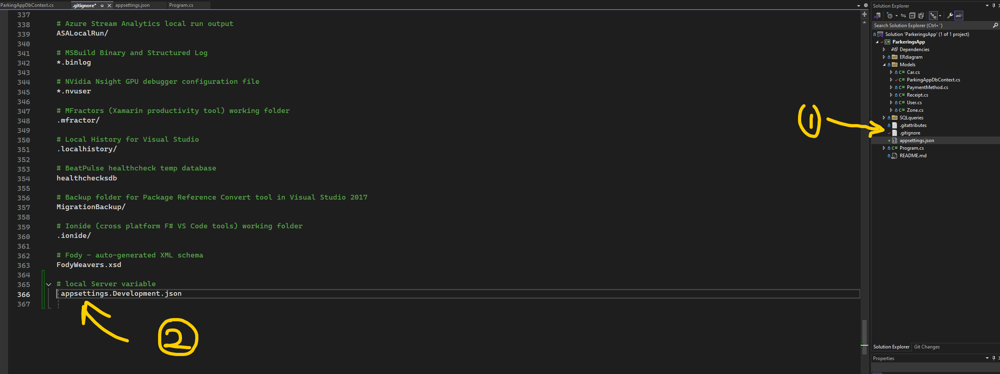 ParkingAppDbContext.cs
.gitignore*
appsettings.json
Program.cs
337
338 # Azure Stream Analytics local run output
339 ASALocalRun/
340
341 # MSBuild Binary and Structured Log
342 *.binlog
343
344 # NVidia Nsight GPU debugger configuration file
345 *.nvuser
346
347 # MFractors (Xamarin productivity tool) working folder
348 .mfractor/
349
350 # Local History for Visual Studio
351 .localhistory/
352
353 # BeatPulse healthcheck temp database
354 healthchecksdb
355
356 # Backup folder for Package Reference Convert tool in Visual Studio 2017
357 MigrationBackup/
358
359 # Ionide (cross platform F# VS Code tools) working folder
360 .ionide/
361
362 # Fody - auto-generated XML schema
363 FodyWeavers.xsd
364
365 # local Server variable
366 appsettings.Development.json
367
1
2
Solution Explorer
Search Solution Explorer (Ctrl+¨)
Solution 'ParkeringsApp' (1 of 1 project)
C# ParkeringsApp
Dependencies
ERdiagram
Models
C# Car.cs
C# ParkingAppDbContext.cs
C# PaymentMethod.cs
C# Receipt.cs
C# User.cs
C# Zone.cs
SQLqueries
.gitattributes
.gitignore
appsettings.json
C# Program.cs
README.md
Solution Explorer
Git Changes
Properties